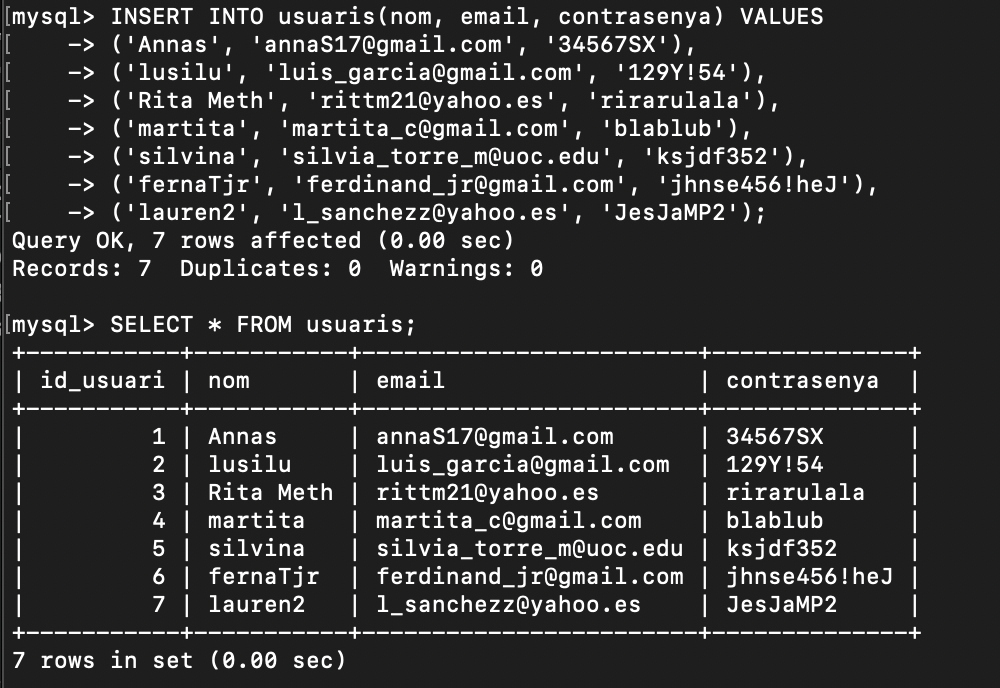 mysql> INSERT INTO usuaris(nom, email, contrasenya) VALUES
    -> ('Annas', 'annaS17@gmail.com', '34567SX'),
    -> ('lusilu', 'luis_garcia@gmail.com', '129Y!54'),
    -> ('Rita Meth', 'rittm21@yahoo.es', 'rirarulala'),
    -> ('martita', 'martita_c@gmail.com', 'blablub'),
    -> ('silvina', 'silvia_torre_m@uoc.edu', 'ksjdf352'),
    -> ('fernaTjr', 'ferdinand_jr@gmail.com', 'jhnse456!heJ'),
    -> ('lauren2', 'l_sanchezz@yahoo.es', 'JesJaMP2');
Query OK, 7 rows affected (0.00 sec)
Records: 7  Duplicates: 0  Warnings: 0

mysql> SELECT * FROM usuaris;
+------------+-----------+------------------------+--------------+
| id_usuari | nom       | email                  | contrasenya  |
+------------+-----------+------------------------+--------------+
|         1 | Annas     | annaS17@gmail.com      | 34567SX      |
|         2 | lusilu    | luis_garcia@gmail.com  | 129Y!54      |
|         3 | Rita Meth | rittm21@yahoo.es       | rirarulala   |
|         4 | martita   | martita_c@gmail.com    | blablub      |
|         5 | silvina   | silvia_torre_m@uoc.edu | ksjdf352     |
|         6 | fernaTjr  | ferdinand_jr@gmail.com | jhnse456!heJ |
|         7 | lauren2   | l_sanchezz@yahoo.es    | JesJaMP2     |
+------------+-----------+------------------------+--------------+
7 rows in set (0.00 sec)